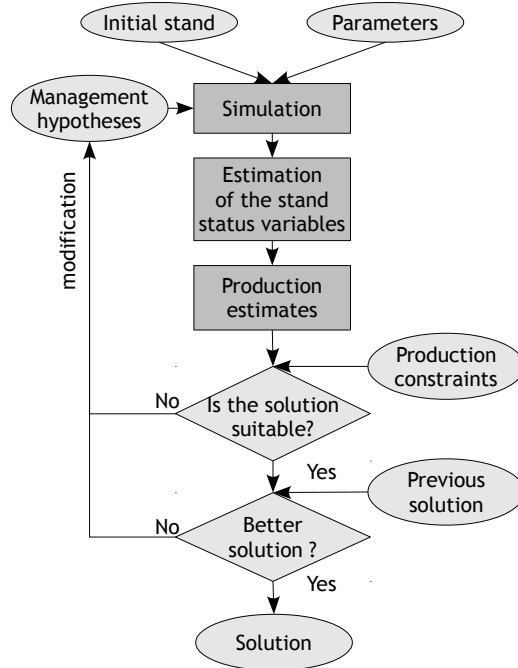 Initial stand
Parameters
Management
hypotheses
Simulation
Estimation
of the stand
status variables
modification
Production
estimates
Production
constraints
No
Is the solution
suitable?
Yes
Previous
solution
No
Better
solution ?
Yes
Solution